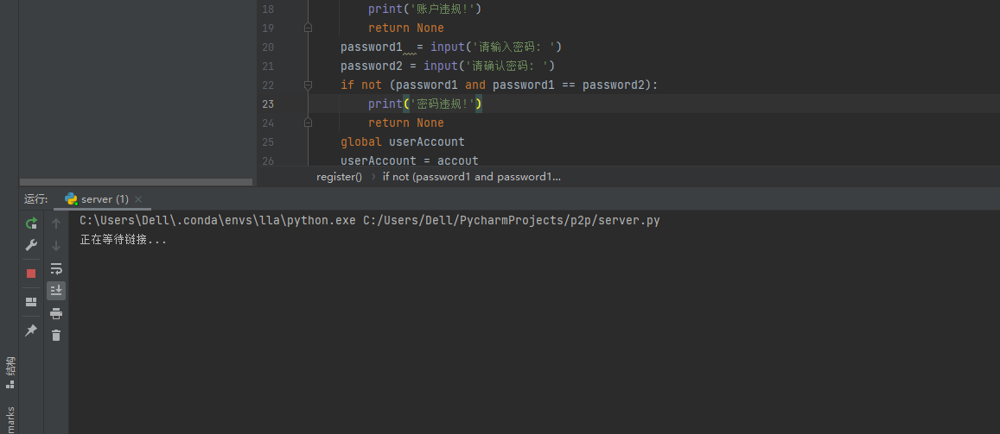 18 print('账户违规!')
19 return None
20 password1 = input('请输入密码: ')
21 password2 = input('请确认密码: ')
22 if not (password1 and password1 == password2):
23 print('密码违规!')
24 return None
25 global userAccount
26 userAccount = accout
register() › if not (password1 and password1...
运行: server (1) ×
C:\Users\Dell\.conda\envs\lla\python.exe C:/Users/Dell/PycharmProjects/p2p/server.py
正在等待链接...
结构
marks